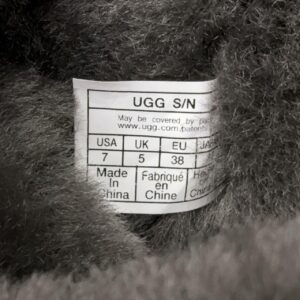 UGG S/N
May be covered by
www.ugg.com/patents
USA UK EU
7 5 38
Made In China
Fabriqué en Chine